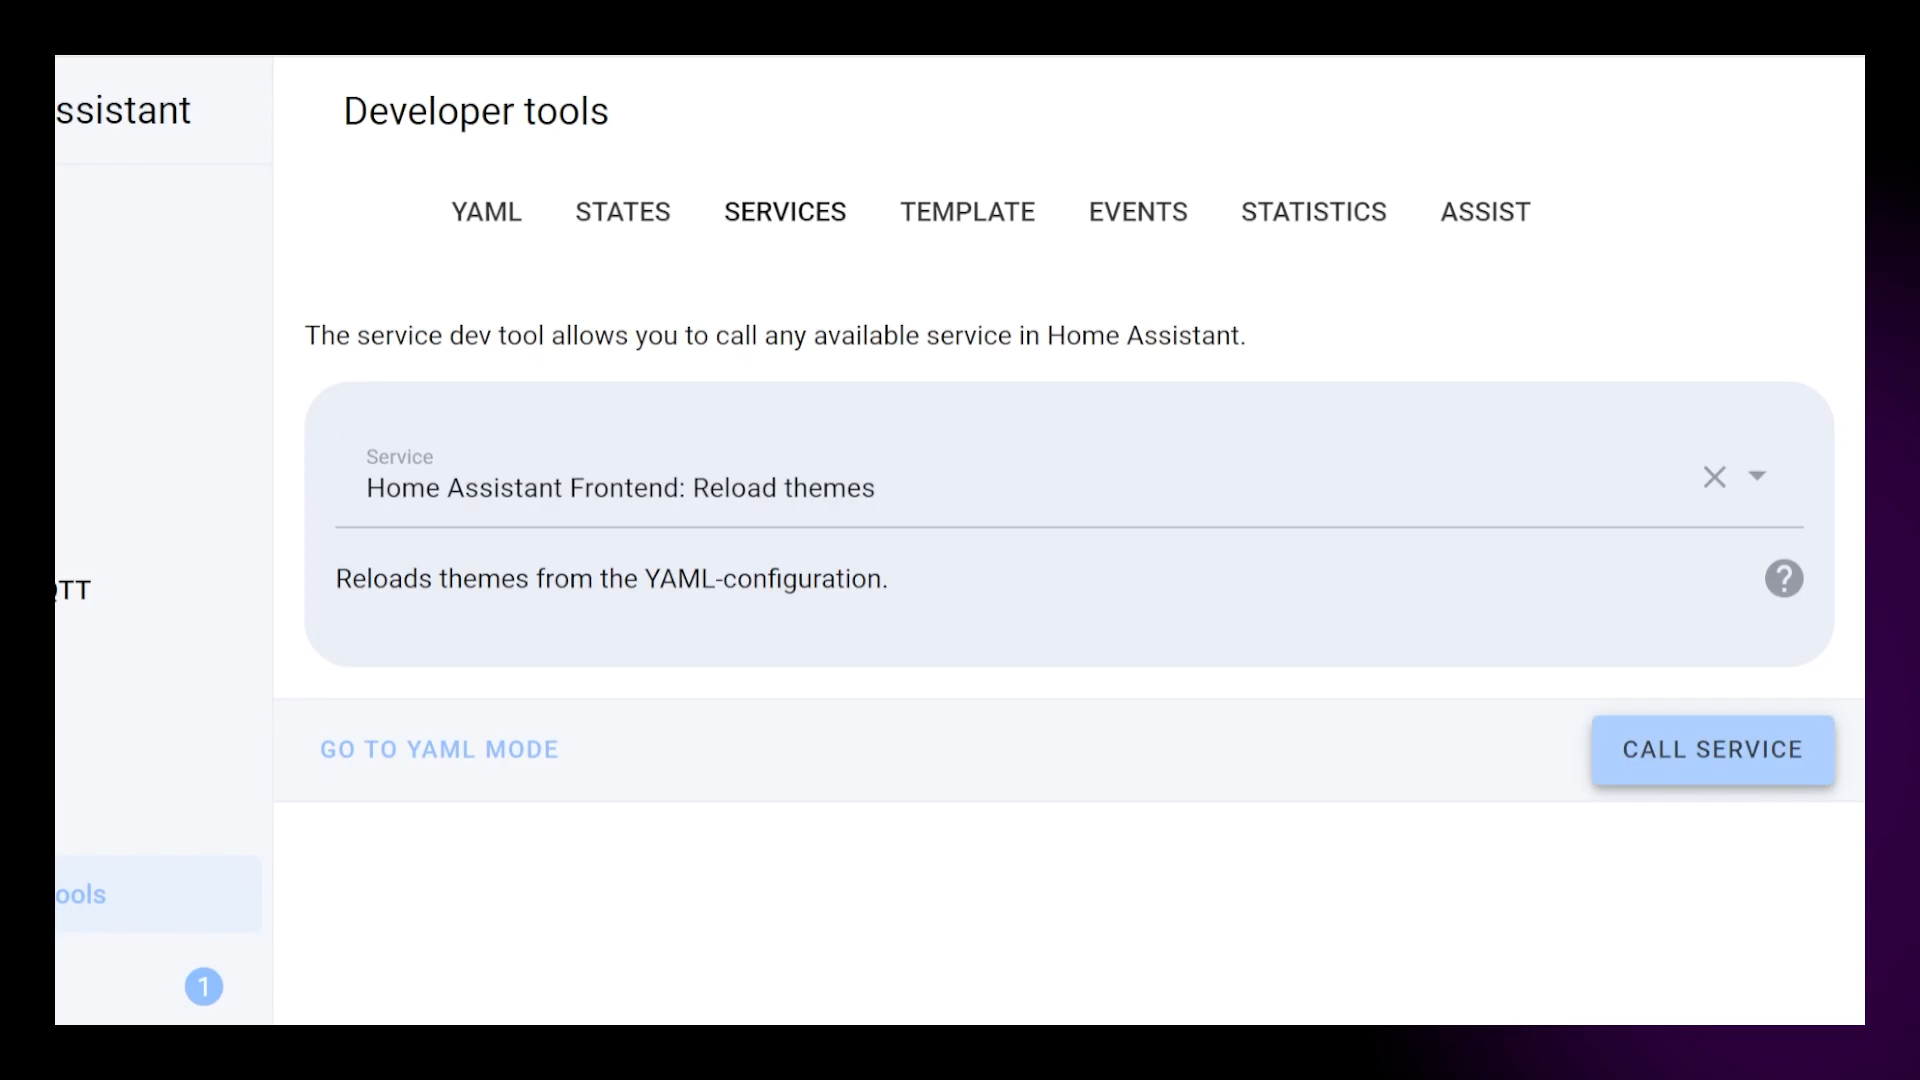 ssistant
Developer tools
YAML STATES SERVICES TEMPLATE EVENTS STATISTICS ASSIST
The service dev tool allows you to call any available service in Home Assistant.
Service
Home Assistant Frontend: Reload themes
Reloads themes from the YAML-configuration.
?
TT
GO TO YAML MODE
CALL SERVICE
ools
1